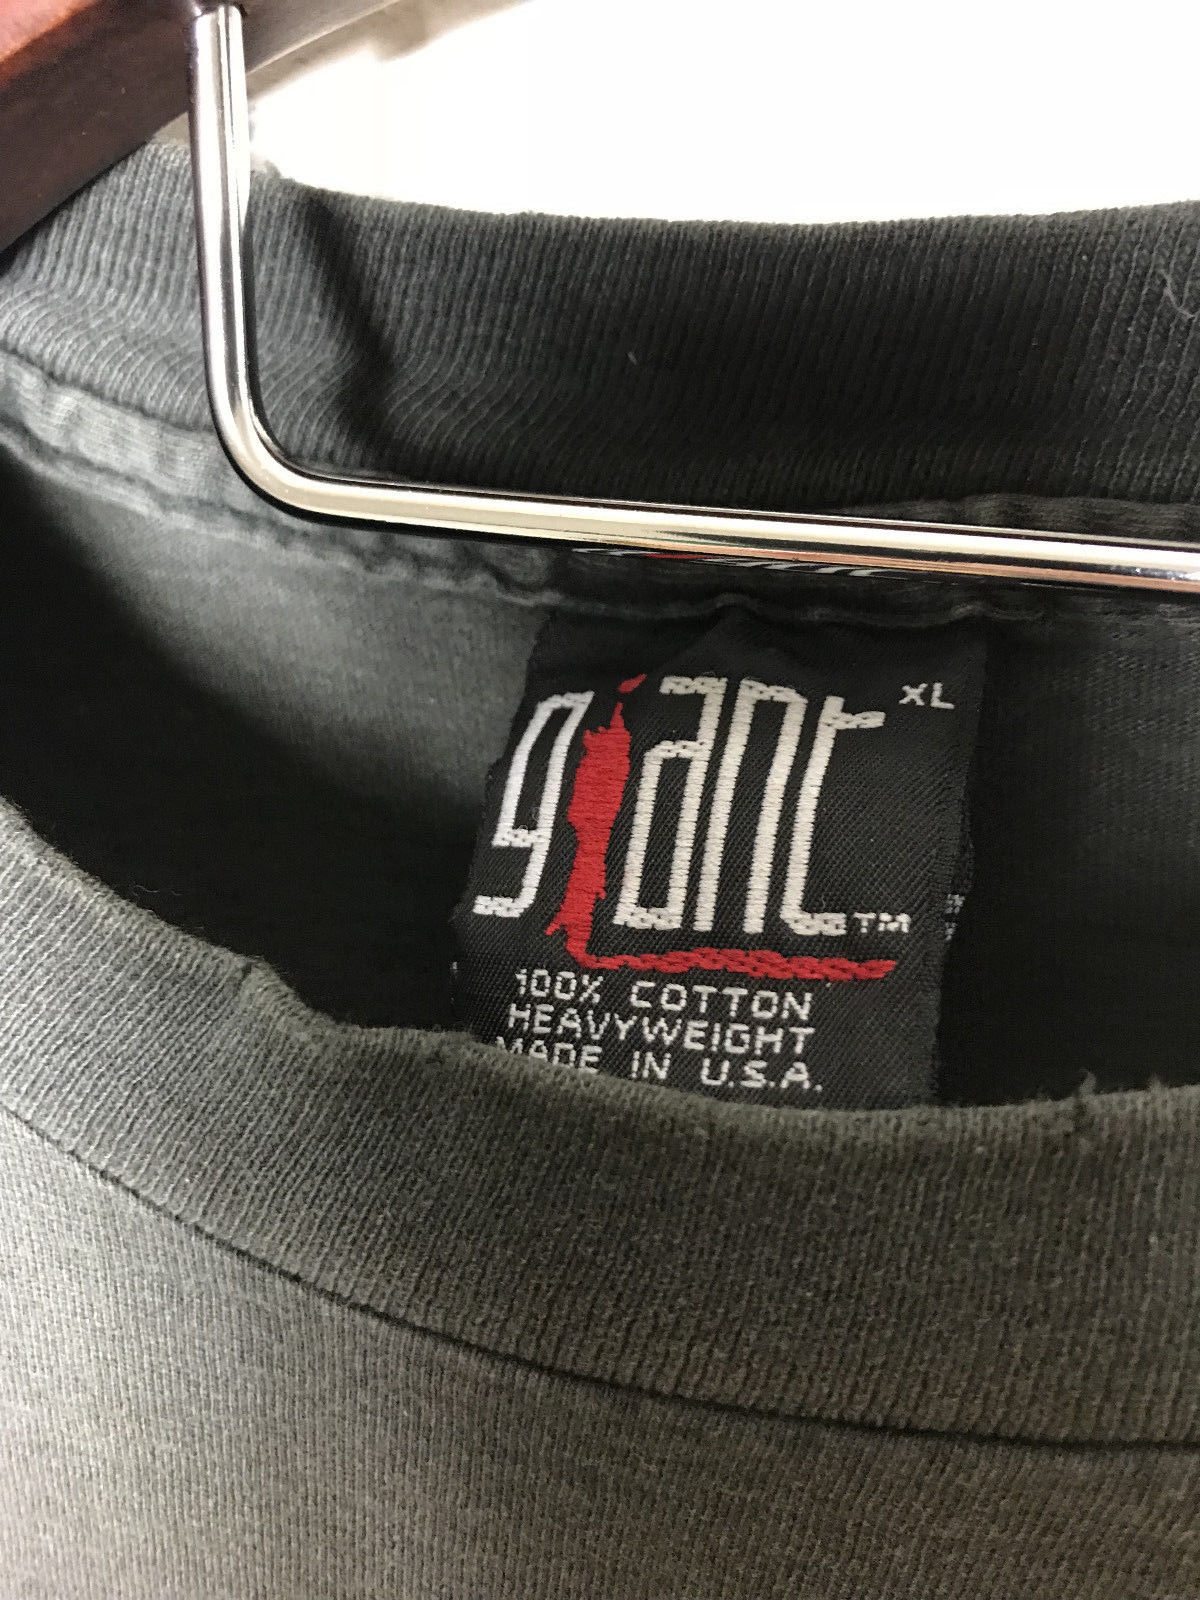 giant
XL
TM
100% COTTON
HEAVYWEIGHT
MADE IN U.S.A.